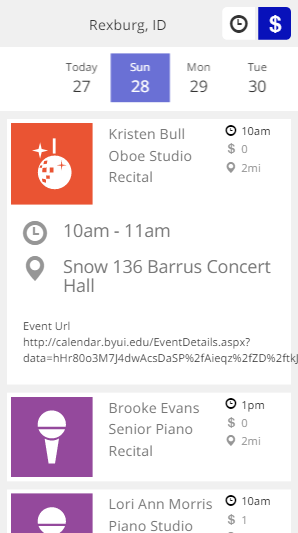 Rexburg, ID
$
Today Sun Mon Tue
27 28 29 30
Kristen Bull
Oboe Studio
Recital
10am
$ 0
2mi
10am - 11am
Snow 136 Barrus Concert
Hall
Event Url
http://calendar.byui.edu/EventDetails.aspx?
data=hHr80o3M7J4dwAcsDaSP%2fAieqz%2fZD%2ftkJ
Brooke Evans
Senior Piano
Recital
1pm
$ 0
2mi
Lori Ann Morris
Piano Studio
10am
$ 1